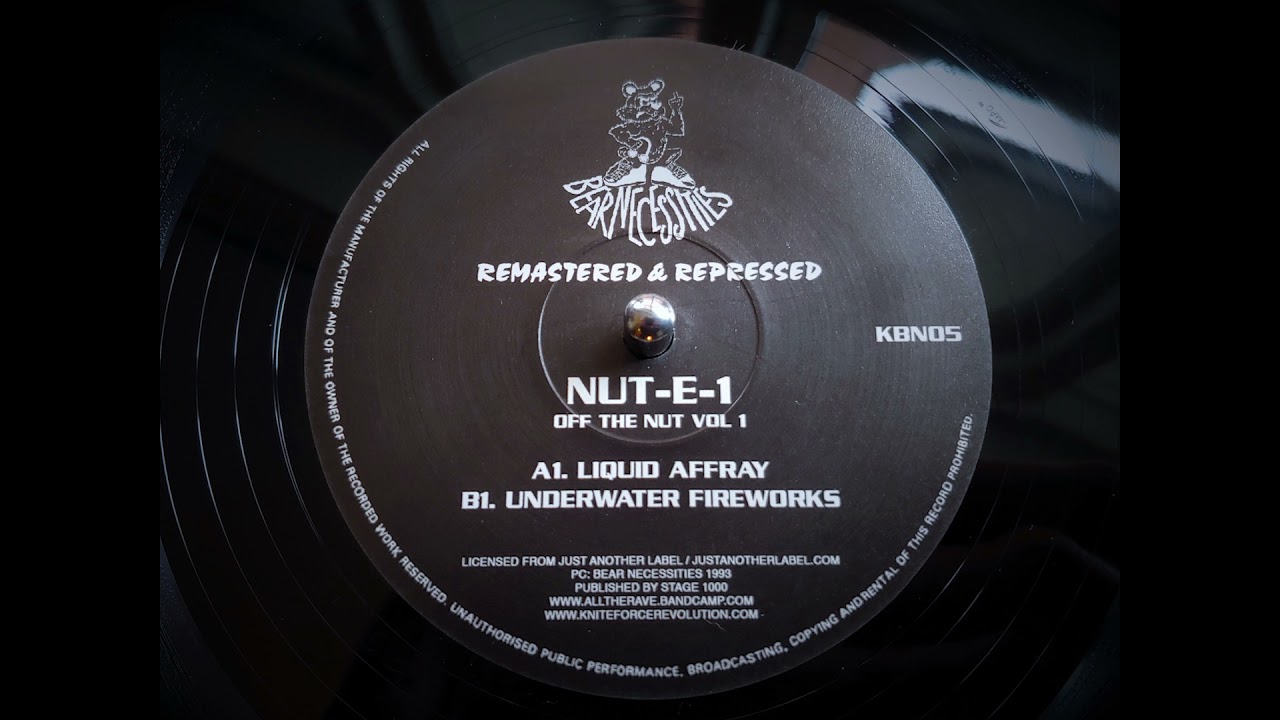 BEAR NECESSITIES
REMASTERED & REPRESSED
KBN05
NUT-E-1
OFF THE NUT VOL 1
A1. LIQUID AFFRAY
B1. UNDERWATER FIREWORKS
LICENSED FROM JUST ANOTHER LABEL / JUSTANOTHERLABEL.COM
PC: BEAR NECESSITIES 1993
PUBLISHED BY STAGE 1000
WWW.ALLTHERAVE.BANDCAMP.COM
WWW.KNITEFORCEREVOLUTION.COM
ALL RIGHTS OF THE MANUFACTURER AND OF THE OWNER OF THE RECORDED WORK RESERVED. UNAUTHORISED PUBLIC PERFORMANCE, BROADCASTING, COPYING AND RENTAL OF THIS RECORD PROHIBITED.